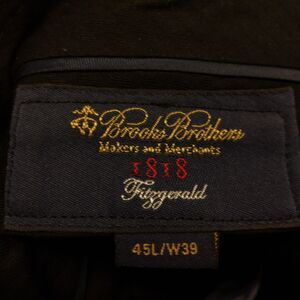 Brooks Brothers
Makers and Merchants
1818
Fitzgerald
45L/W39